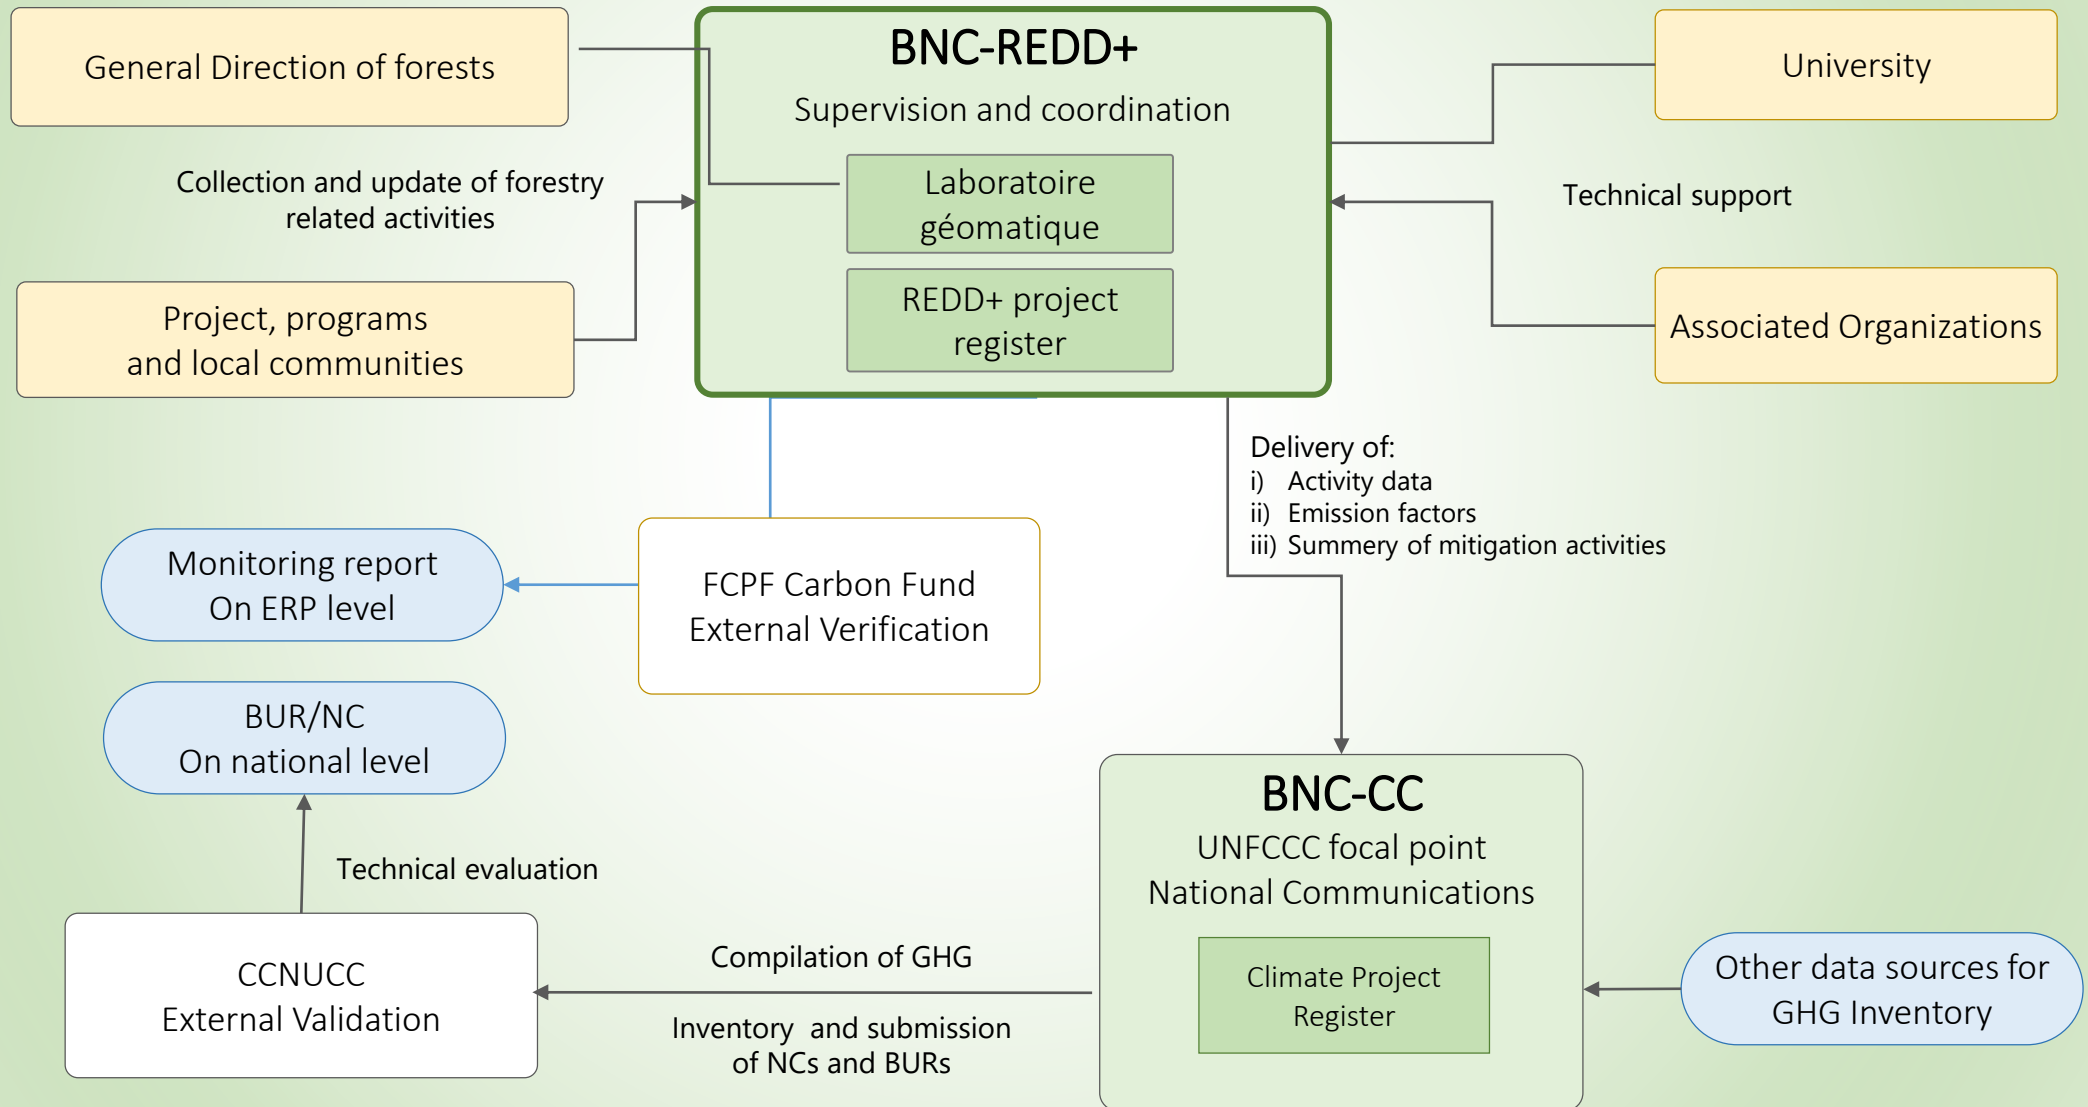 General Direction of forests
BNC-REDD+
Supervision and coordination
Laboratoire
géomatique
REDD+ project
register
University
Collection and update of forestry
related activities
Technical support
Project, programs
and local communities
Associated Organizations
Delivery of:
i) Activity data
ii) Emission factors
iii) Summery of mitigation activities
Monitoring report
On ERP level
FCPF Carbon Fund
External Verification
BUR/NC
On national level
BNC-CC
UNFCCC focal point
National Communications
Climate Project
Register
Technical evaluation
CCNUCC
External Validation
Compilation of GHG
Inventory and submission
of NCs and BURs
Other data sources for
GHG Inventory